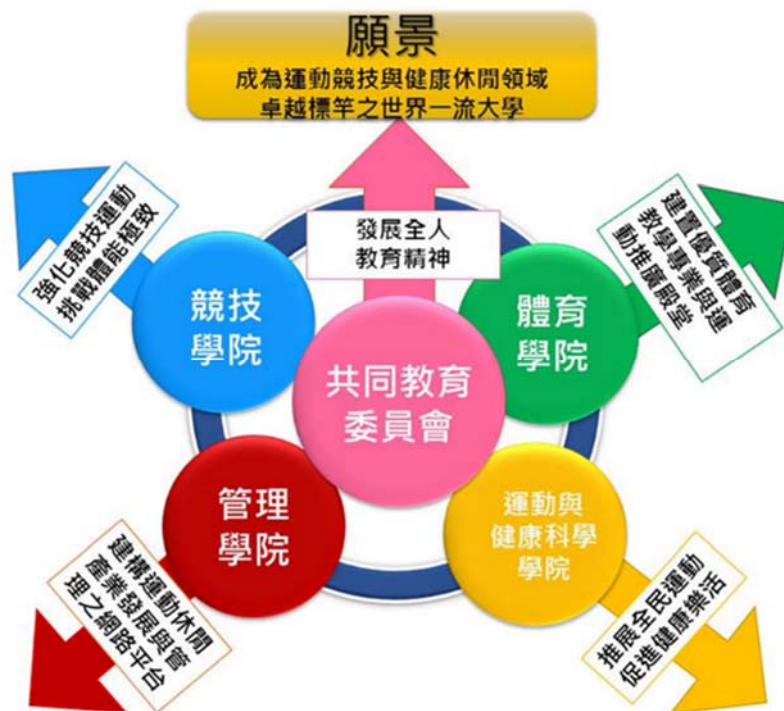 願景
成為運動競技與健康休閒領域
卓越標竿之世界一流大學
強化競技運動
挑戰體能極致
發展全人
教育精神
建置優質體育
教學專業與運
動推廣殿堂
競技
學院
體育
學院
共同教育
委員會
管理
學院
運動與
健康科學
學院
建構運動休閒
產業發展與管
理之網路平台
推展全民運動
促進健康樂活